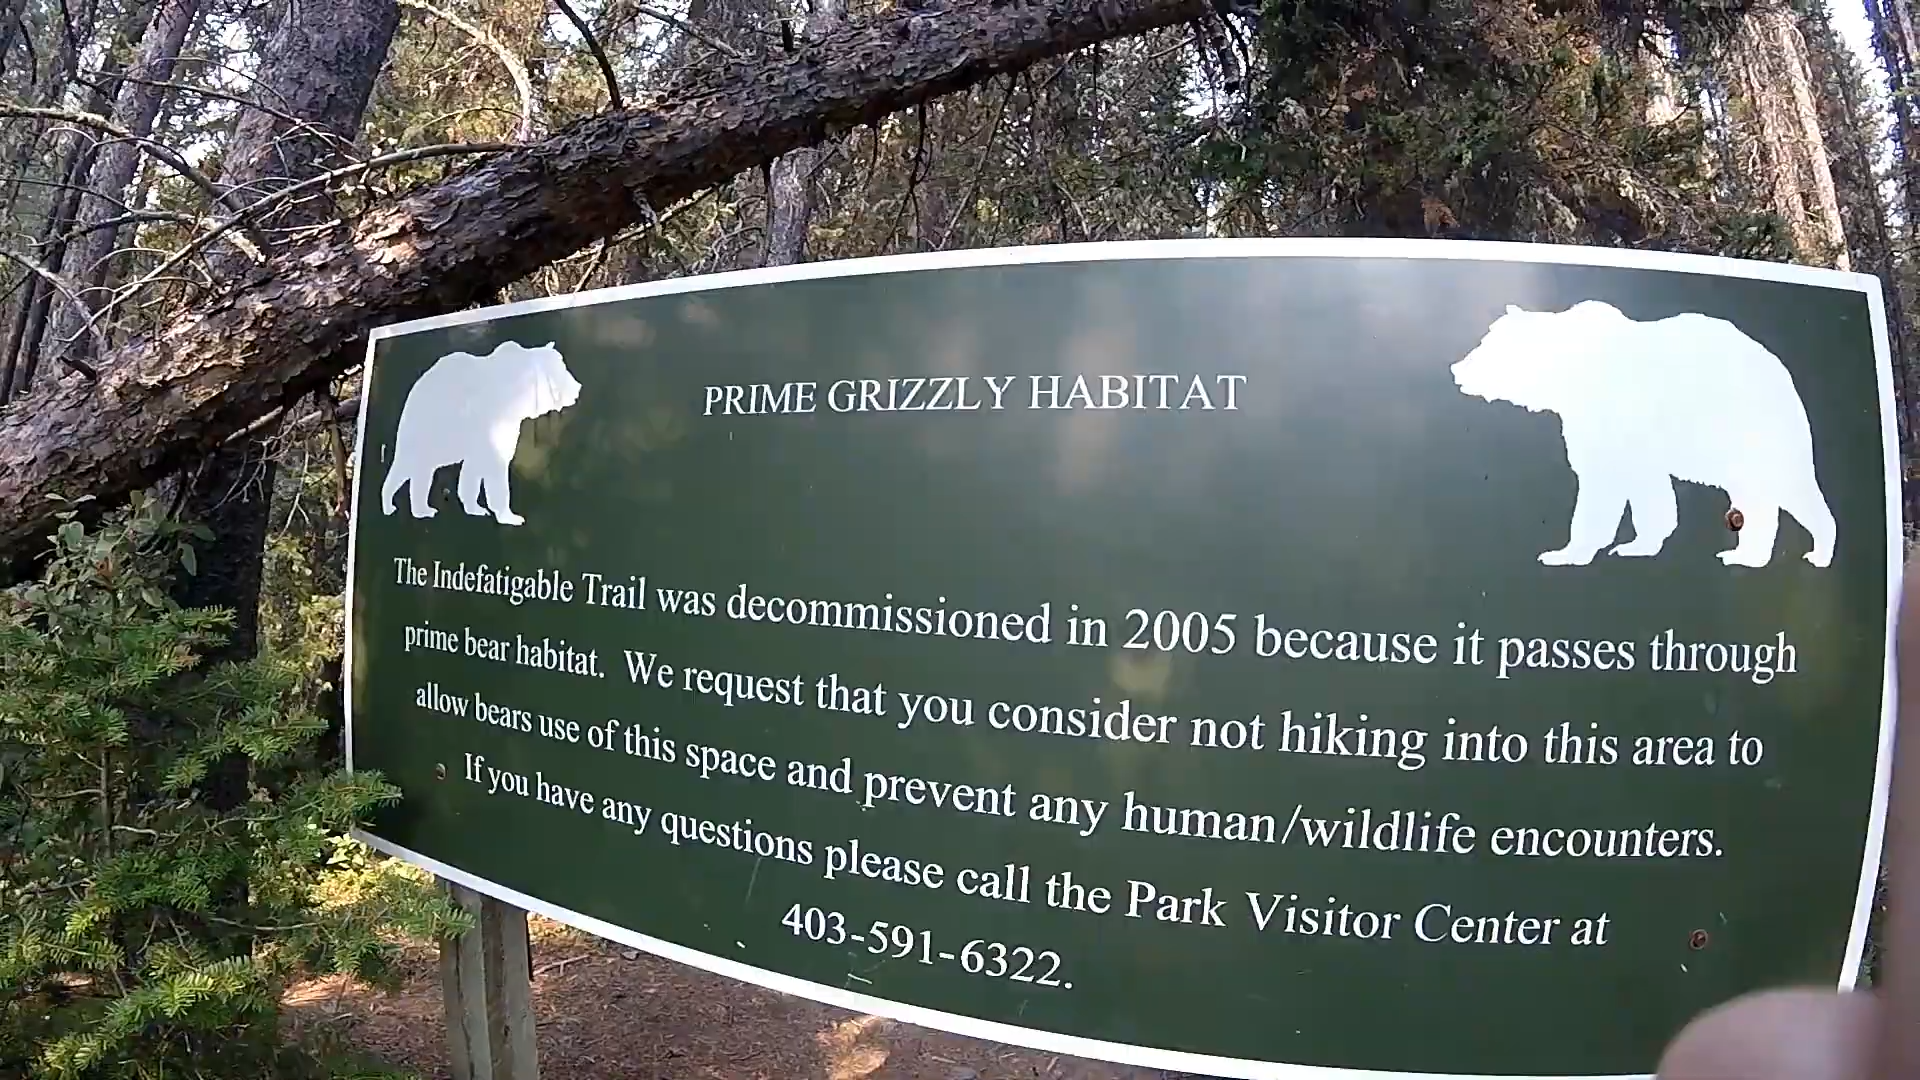 PRIME GRIZZLY HABITAT
The Indefatigable Trail was decommissioned in 2005 because it passes through
prime bear habitat. We request that you consider not hiking into this area to
allow bears use of this space and prevent any human/wildlife encounters.
If you have any questions please call the Park Visitor Center at
403-591-6322.